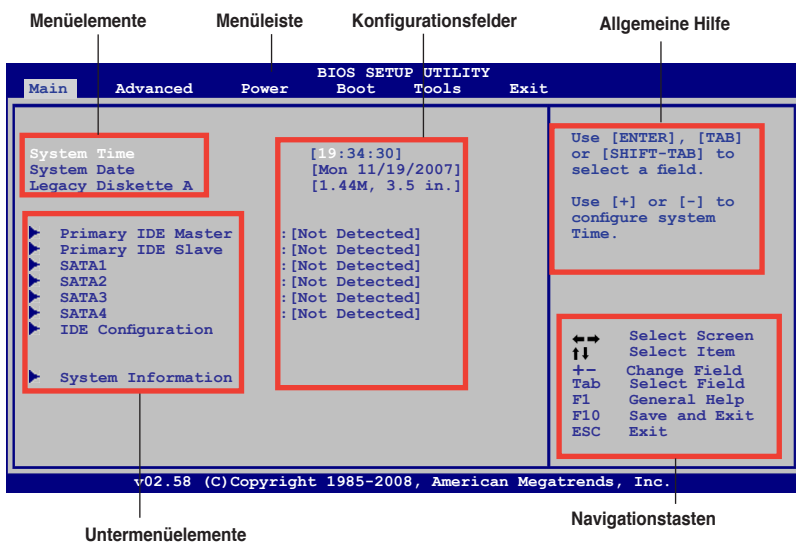 Menüelemente Menüleiste Konfigurationsfelder Allgemeine Hilfe
BIOS SETUP UTILITY
Main Advanced Power Boot Tools Exit
System Time [19:34:30]
System Date [Mon 11/19/2007]
Legacy Diskette A [1.44M, 3.5 in.]
Primary IDE Master :[Not Detected]
Primary IDE Slave :[Not Detected]
SATA1 :[Not Detected]
SATA2 :[Not Detected]
SATA3 :[Not Detected]
SATA4 :[Not Detected]
IDE Configuration
System Information
Use [ENTER], [TAB]
or [SHIFT-TAB] to
select a field.
Use [+] or [-] to
configure system
Time.
←→ Select Screen
↑↓ Select Item
+- Change Field
Tab Select Field
F1 General Help
F10 Save and Exit
ESC Exit
v02.58 (C)Copyright 1985-2008, American Megatrends, Inc.
Untermenüelemente Navigationstasten